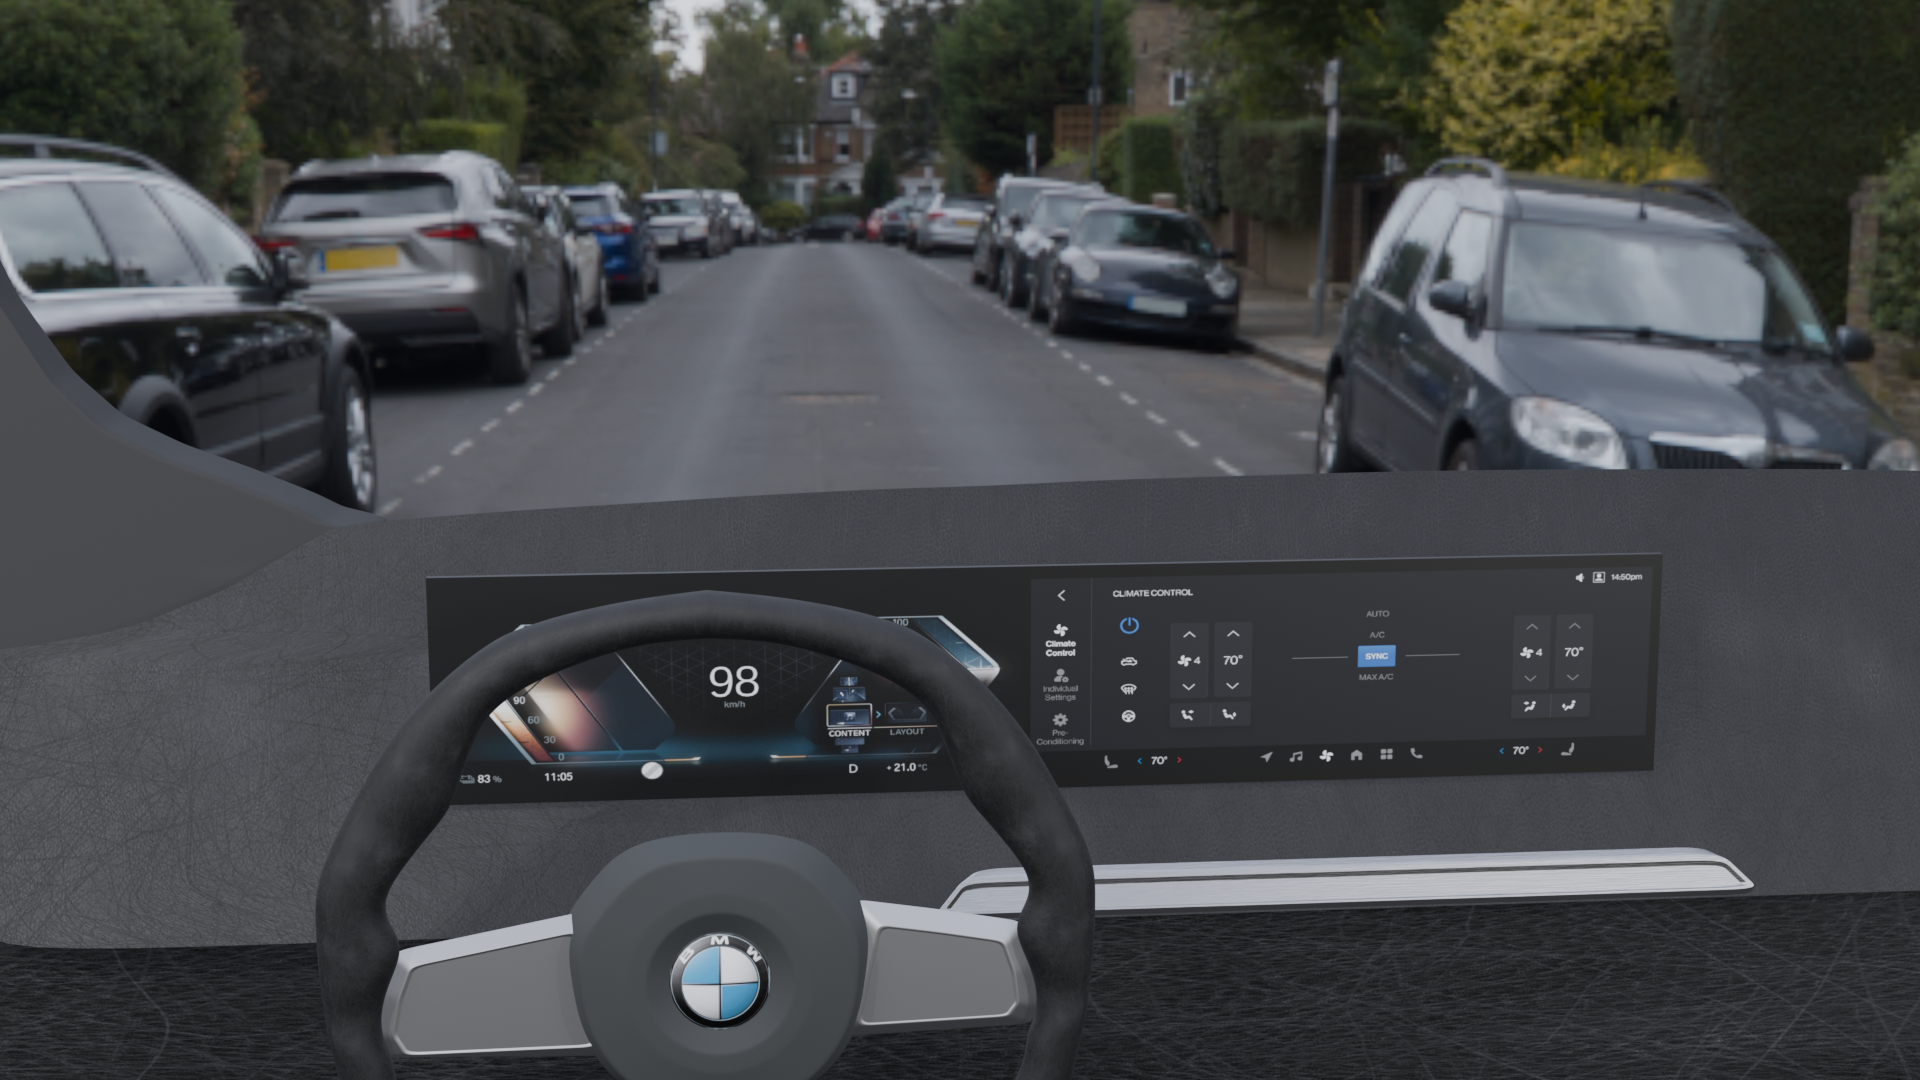 14:50pm
CLIMATE CONTROL
AUTO
A/C
SYNC
MAX A/C
Climate
Control
Individual
Settings
Pre-
Conditioning
4
70°
4
70°
70°
70°
100
98
km/h
90
60
30
0
CONTENT
LAYOUT
83 %
11:05
D
+21.0°C
BMW